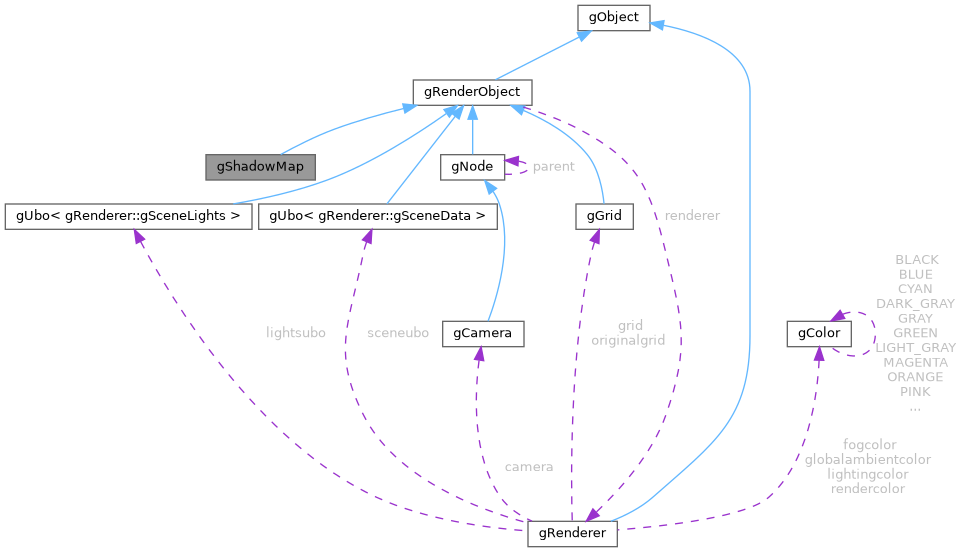 gObject
gRenderObject
gShadowMap
gNode
parent
gUbo< gRenderer::gSceneLights >
gUbo< gRenderer::gSceneData >
gGrid
renderer
BLACK
BLUE
CYAN
DARK_GRAY
GRAY
GREEN
LIGHT_GRAY
MAGENTA
ORANGE
PINK
...
lightsubo
sceneubo
gCamera
grid
originalgrid
gColor
camera
fogcolor
globalambientcolor
lightingcolor
rendercolor
gRenderer